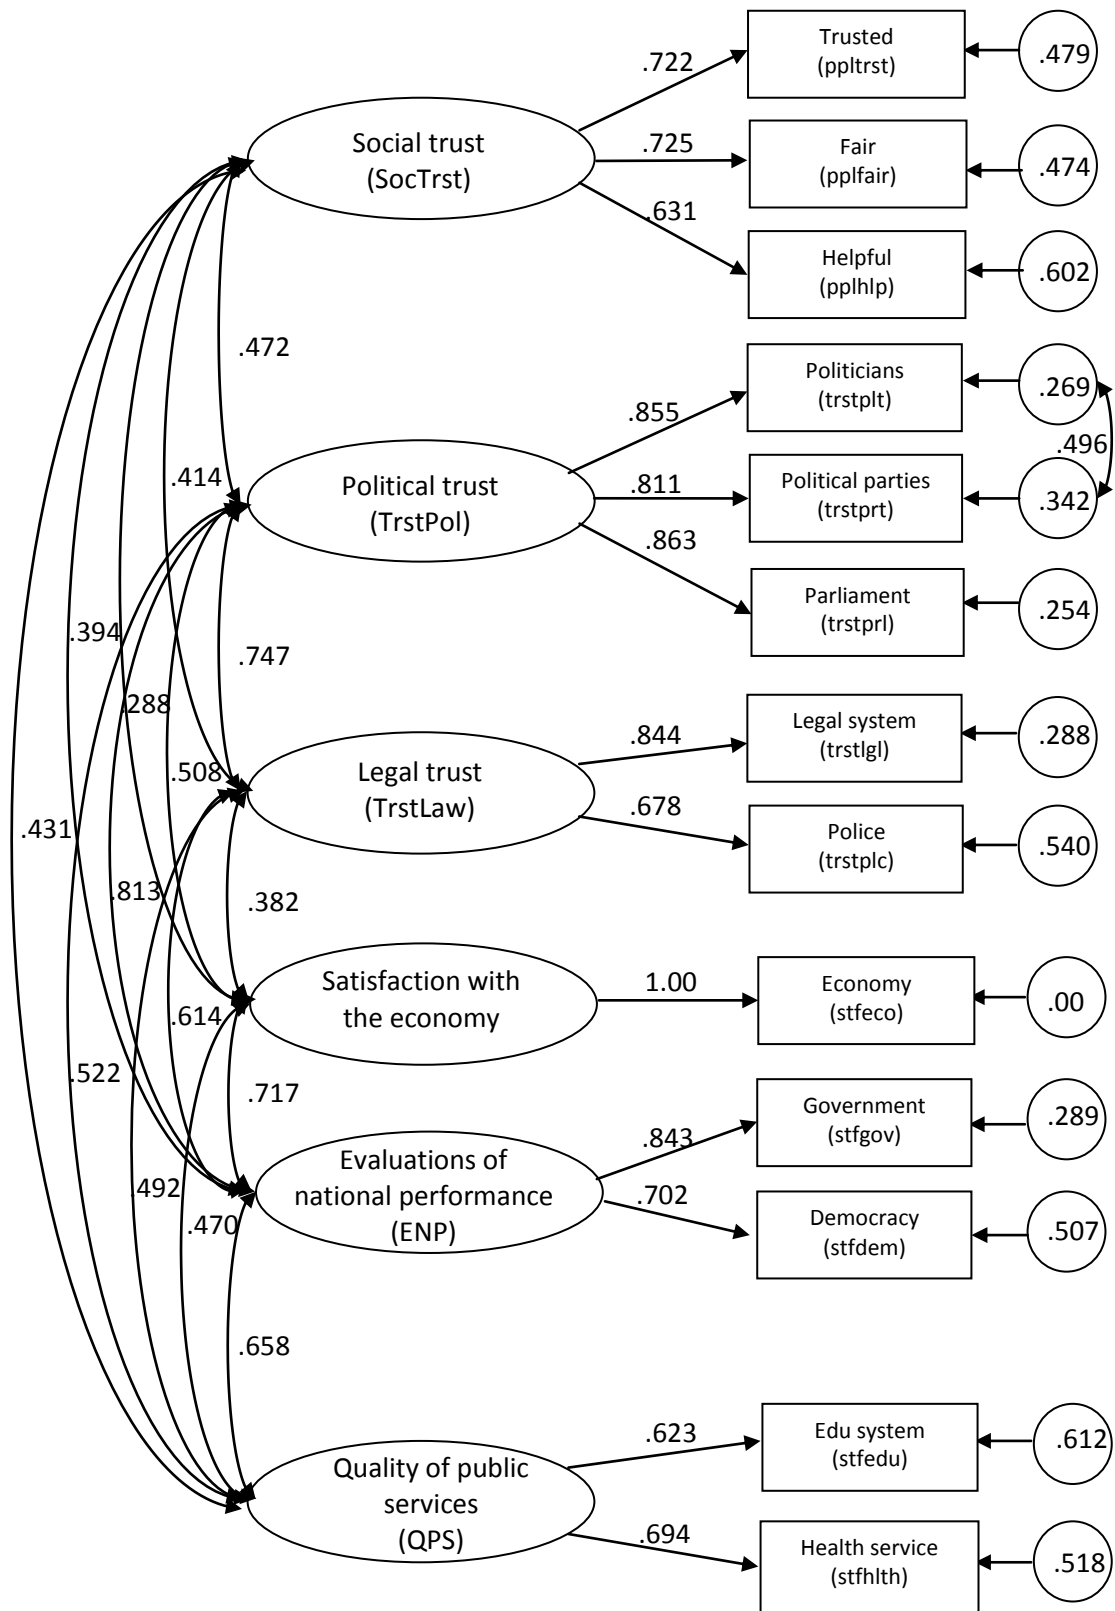 Trusted
(ppltrst)
.479
.722
Social trust
(SocTrst)
.725
Fair
(pplfair)
.474
.631
Helpful
(pplhlp)
.602
.472
Politicians
(trstplt)
.269
.855
.496
.414
Political trust
(TrstPol)
.811
Political parties
(trstprt)
.342
.863
Parliament
(trstprl)
.254
.394
.747
.288
Legal system
(trstlgl)
.288
.844
.508
Legal trust
(TrstLaw)
.678
Police
(trstplc)
.540
.431
.813
.382
Satisfaction with
the economy
1.00
Economy
(stfeco)
.00
.614
.522
.717
Government
(stfgov)
.289
.843
Evaluations of
national performance
(ENP)
.492
.470
.702
Democracy
(stfdem)
.507
.658
Edu system
(stfedu)
.612
.623
Quality of public
services
(QPS)
.694
Health service
(stfhlth)
.518